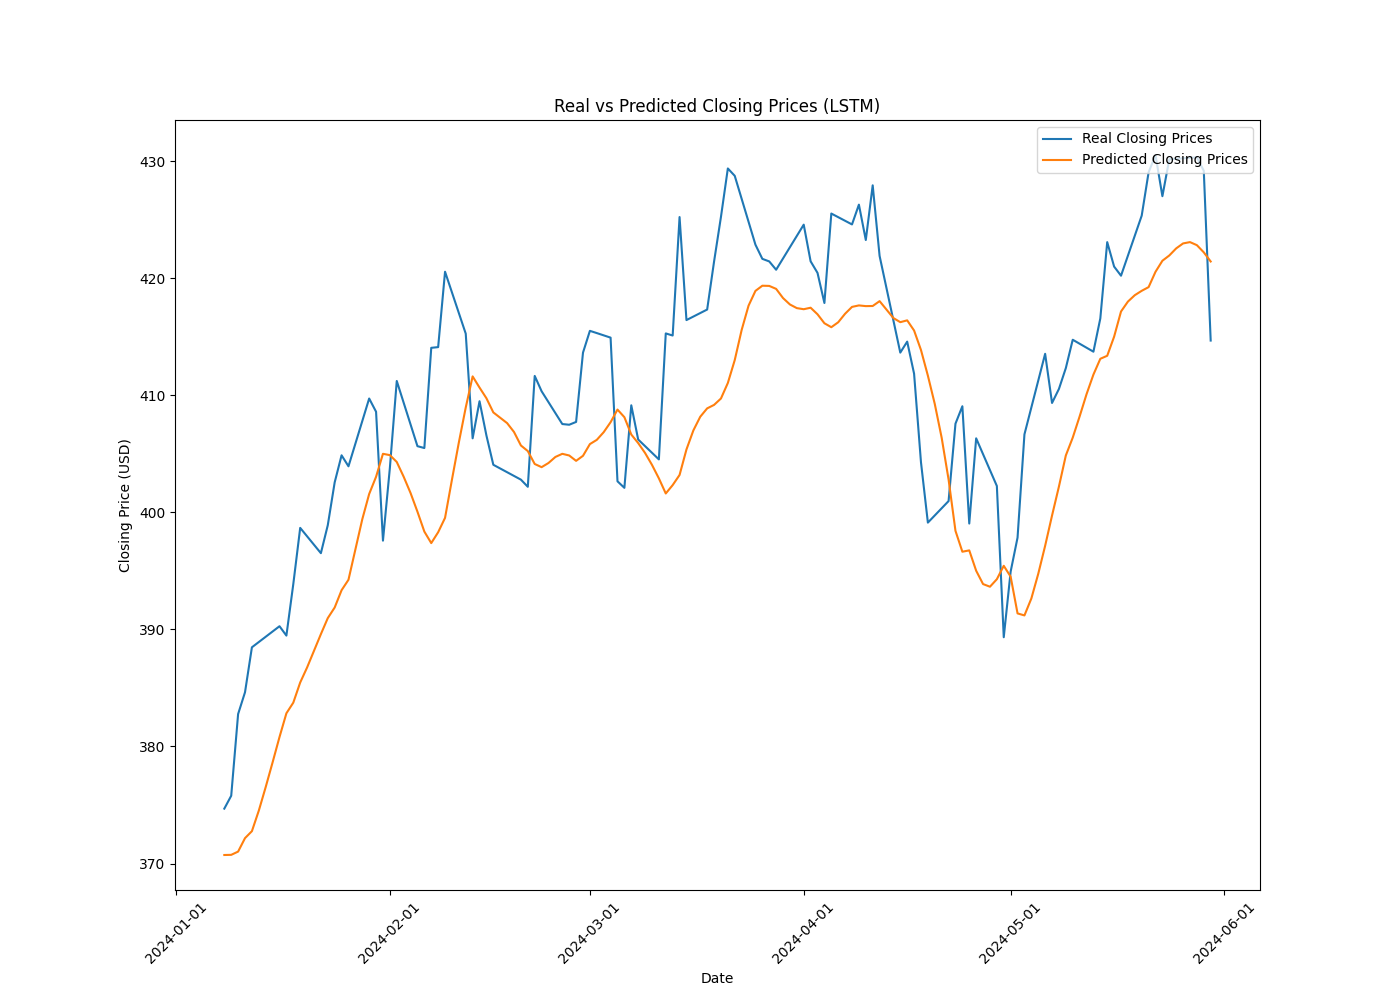 Real vs Predicted Closing Prices (LSTM)
Real Closing Prices
Predicted Closing Prices
430
420
410
400
390
380
370
Closing Price (USD)
2024-01-01
2024-02-01
2024-03-01
2024-04-01
2024-05-01
2024-06-01
Date